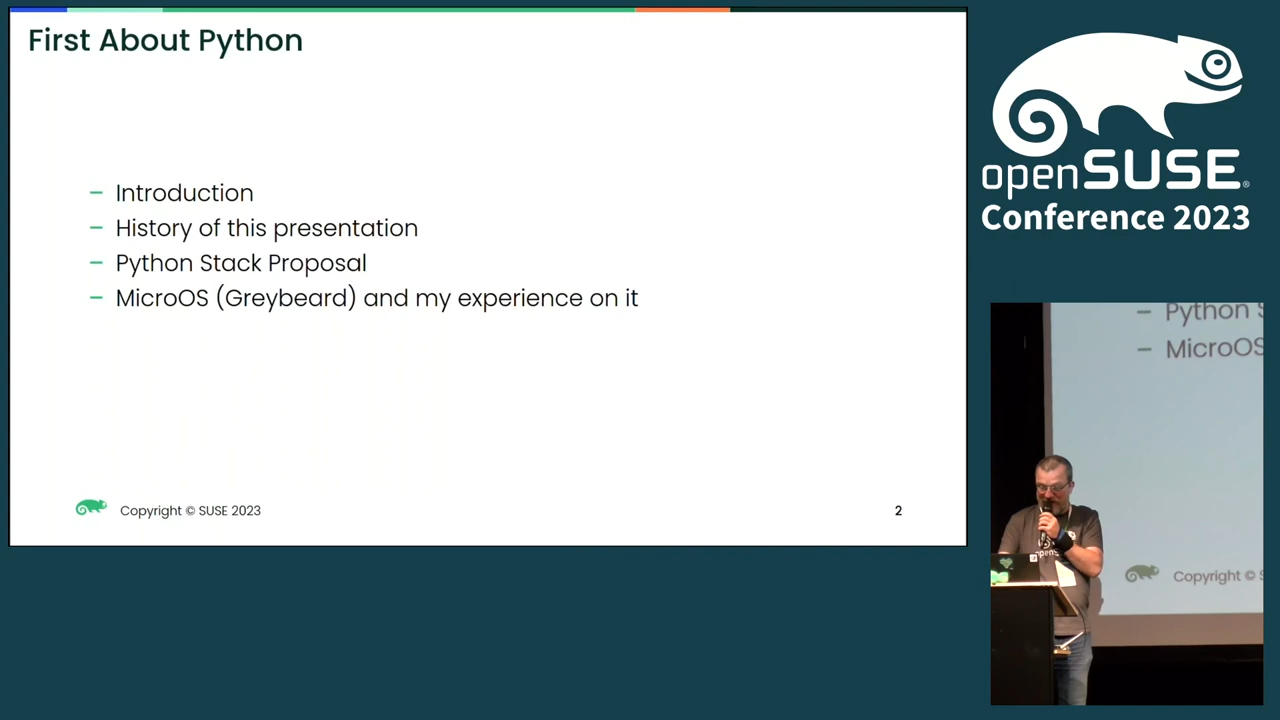 First About Python
– Introduction
– History of this presentation
– Python Stack Proposal
– MicroOS (Greybeard) and my experience on it
Copyright © SUSE 2023
2
openSUSE®
Conference 2023
– Python S
– MicroOS
Copyright © S